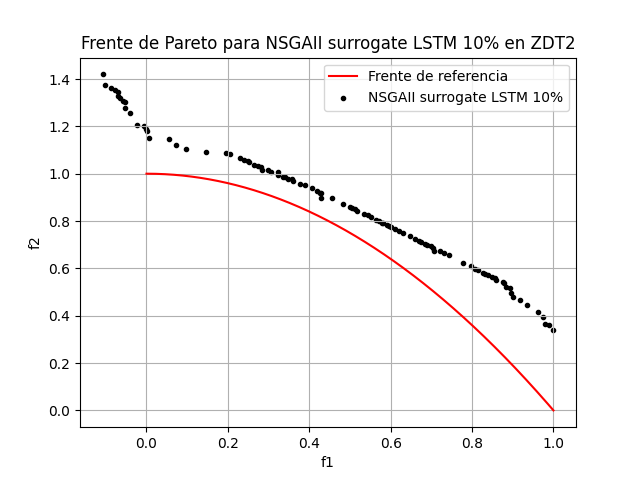 Frente de Pareto para NSGAII surrogate LSTM 10% en ZDT2
Frente de referencia
NSGAII surrogate LSTM 10%
1.4
1.2
1.0
0.8
0.6
0.4
0.2
0.0
f2
0.0 0.2 0.4 0.6 0.8 1.0
f1